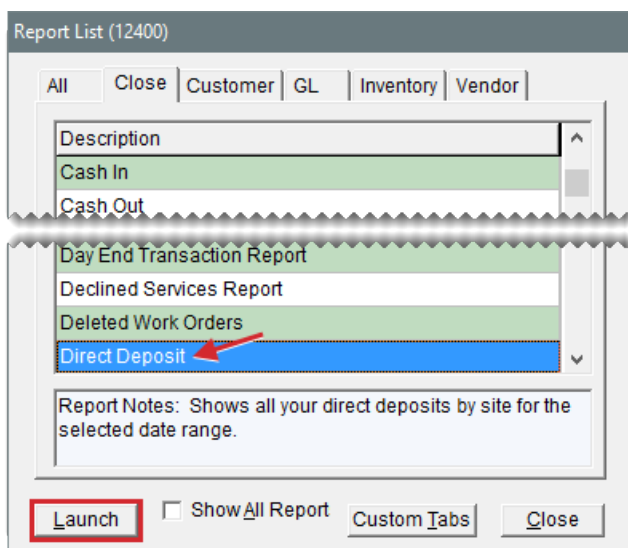 Report List (12400)
All Close Customer GL Inventory Vendor
Description
Cash In
Cash Out
Day End Transaction Report
Declined Services Report
Deleted Work Orders
Direct Deposit
Report Notes: Shows all your direct deposits by site for the
selected date range.
Launch Show All Report Custom Tabs Close